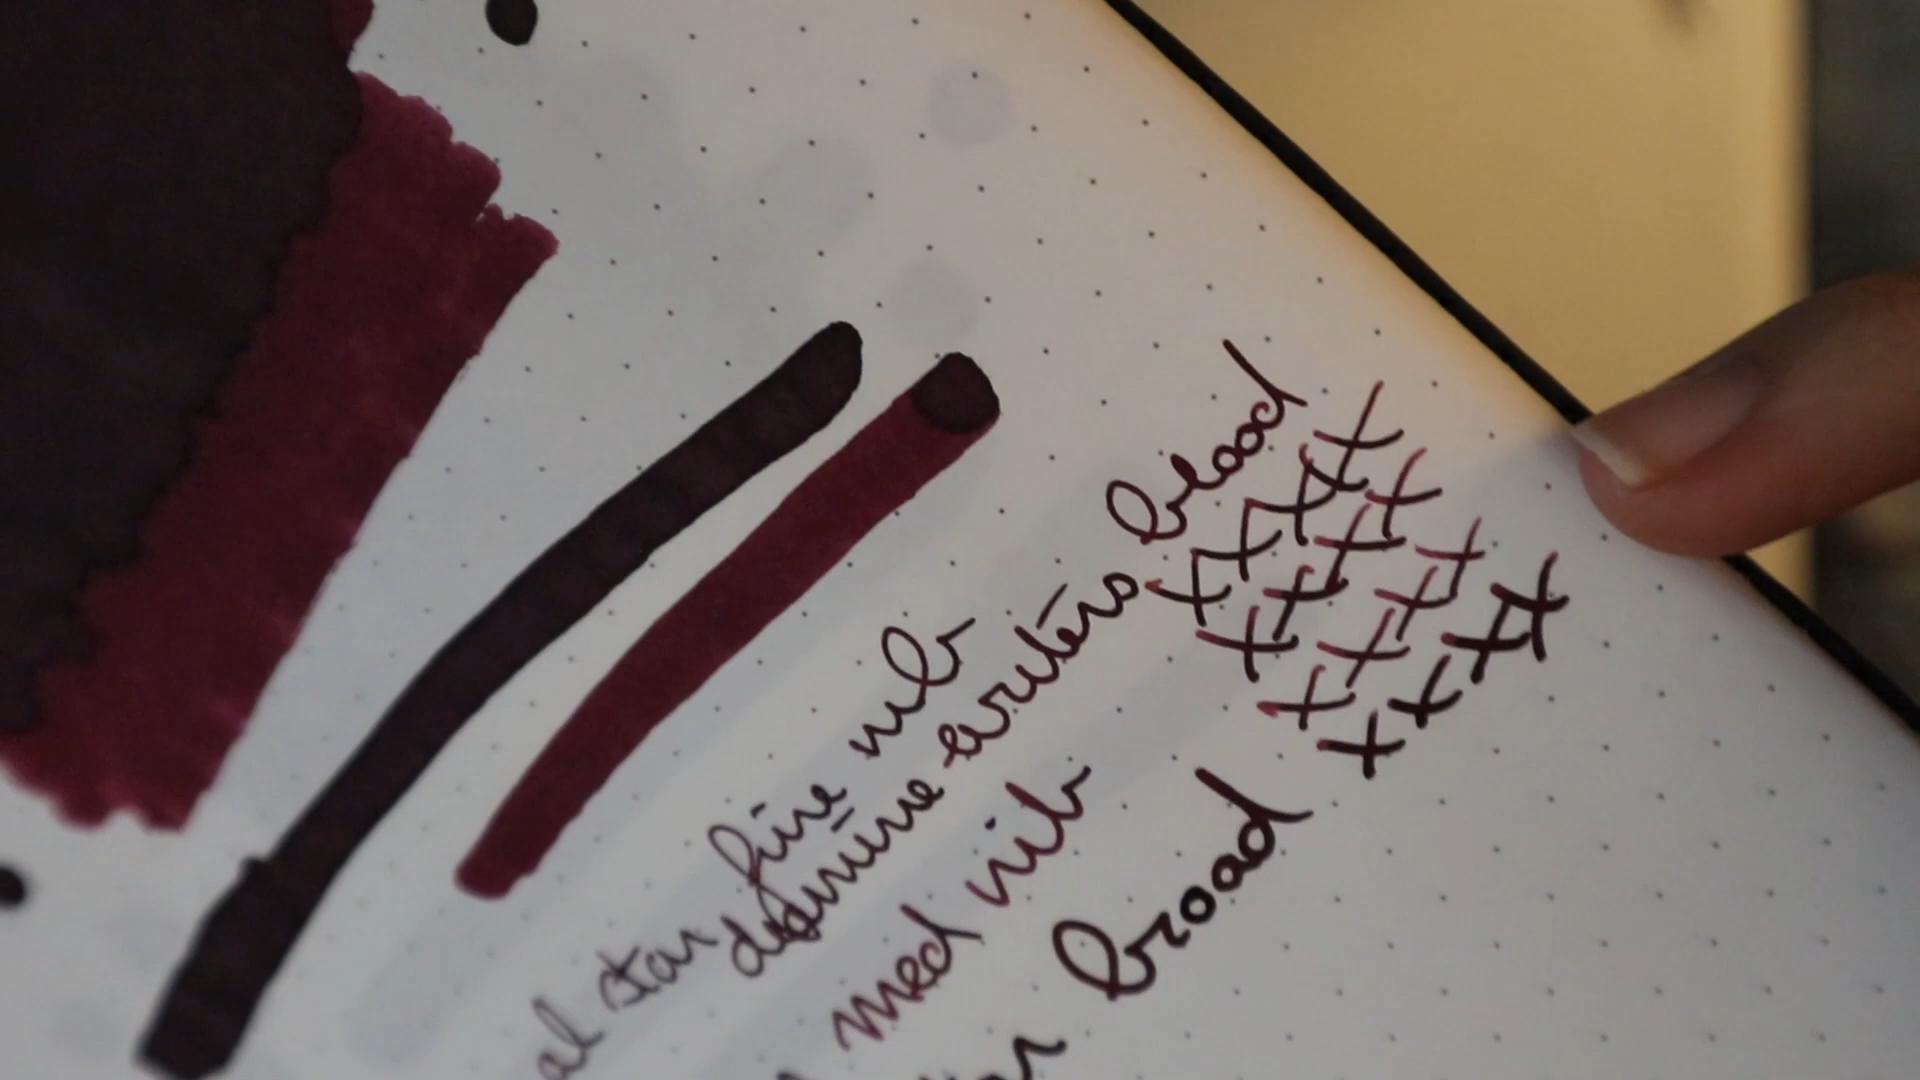 al star fine nib
diamine writers blood
med nib
broad